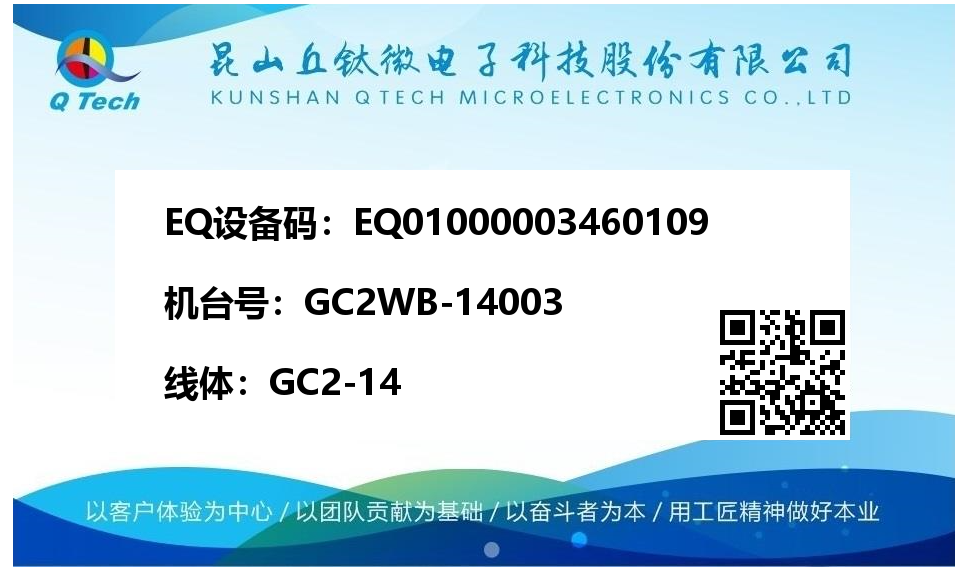 Q Tech
昆山丘钛微电子科技股份有限公司
KUNSHAN Q TECH MICROELECTRONICS CO.,LTD
EQ设备码：EQ01000003460109
机台号：GC2WB-14003
线体：GC2-14
以客户体验为中心 / 以团队贡献为基础 / 以奋斗者为本 / 用工匠精神做好本业